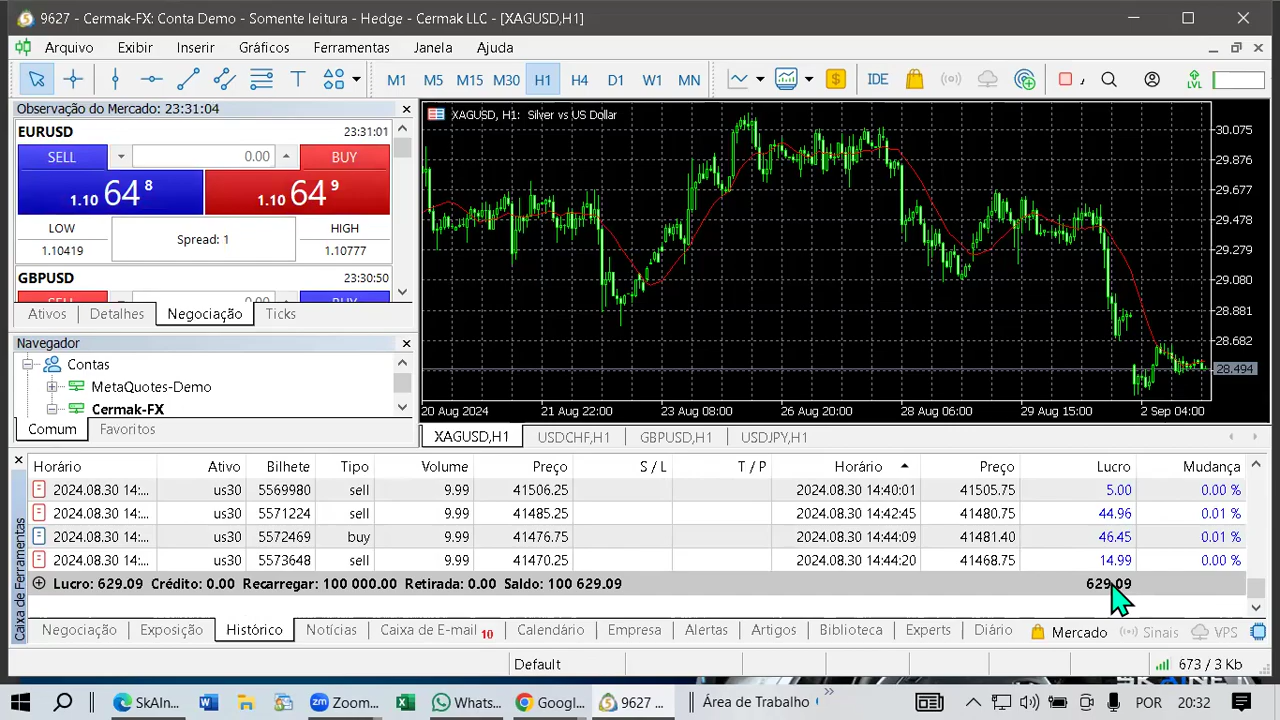 9627 - Cermak-FX: Conta Demo - Somente leitura - Hedge - Cermak LLC - [XAGUSD,H1]
Arquivo Exibir Inserir Gráficos Ferramentas Janela Ajuda
M1 M5 M15 M30 H1 H4 D1 W1 MN IDE LVL
Observação do Mercado: 23:31:04
EURUSD 23:31:01
SELL 0.00 BUY
1.10 64 8 1.10 64 9
LOW Spread: 1 HIGH
1.10419 1.10777
GBPUSD 23:30:50
SELL 0.00 BUY
Ativos Detalhes Negociação Ticks
Navegador
Contas
MetaQuotes-Demo
Cermak-FX
Comum Favoritos
XAGUSD, H1: Silver vs US Dollar
30.075
29.876
29.677
29.478
29.279
29.080
28.881
28.682
28.494
20 Aug 2024 21 Aug 22:00 23 Aug 08:00 26 Aug 20:00 28 Aug 06:00 29 Aug 15:00 2 Sep 04:00
XAGUSD,H1 USDCHF,H1 GBPUSD,H1 USDJPY,H1
Horário Ativo Bilhete Tipo Volume Preço S / L T / P Horário Preço Lucro Mudança
2024.08.30 14:... us30 5569980 sell 9.99 41506.25 2024.08.30 14:40:01 41505.75 5.00 0.00 %
2024.08.30 14:... us30 5571224 sell 9.99 41485.25 2024.08.30 14:42:45 41480.75 44.96 0.01 %
2024.08.30 14:... us30 5572469 buy 9.99 41476.75 2024.08.30 14:44:09 41481.40 46.45 0.01 %
2024.08.30 14:... us30 5573648 sell 9.99 41470.25 2024.08.30 14:44:20 41468.75 14.99 0.00 %
Lucro: 629.09 Crédito: 0.00 Recarregar: 100 000.00 Retirada: 0.00 Saldo: 100 629.09 629.09
Caixa de Ferramentas
Negociação Exposição Histórico Notícias Caixa de E-mail 10 Calendário Empresa Alertas Artigos Biblioteca Experts Diário Mercado Sinais VPS
Default 673 / 3 Kb
SkAIn... Zoom... Whats... Googl... 9627 ... Área de Trabalho » POR 20:32